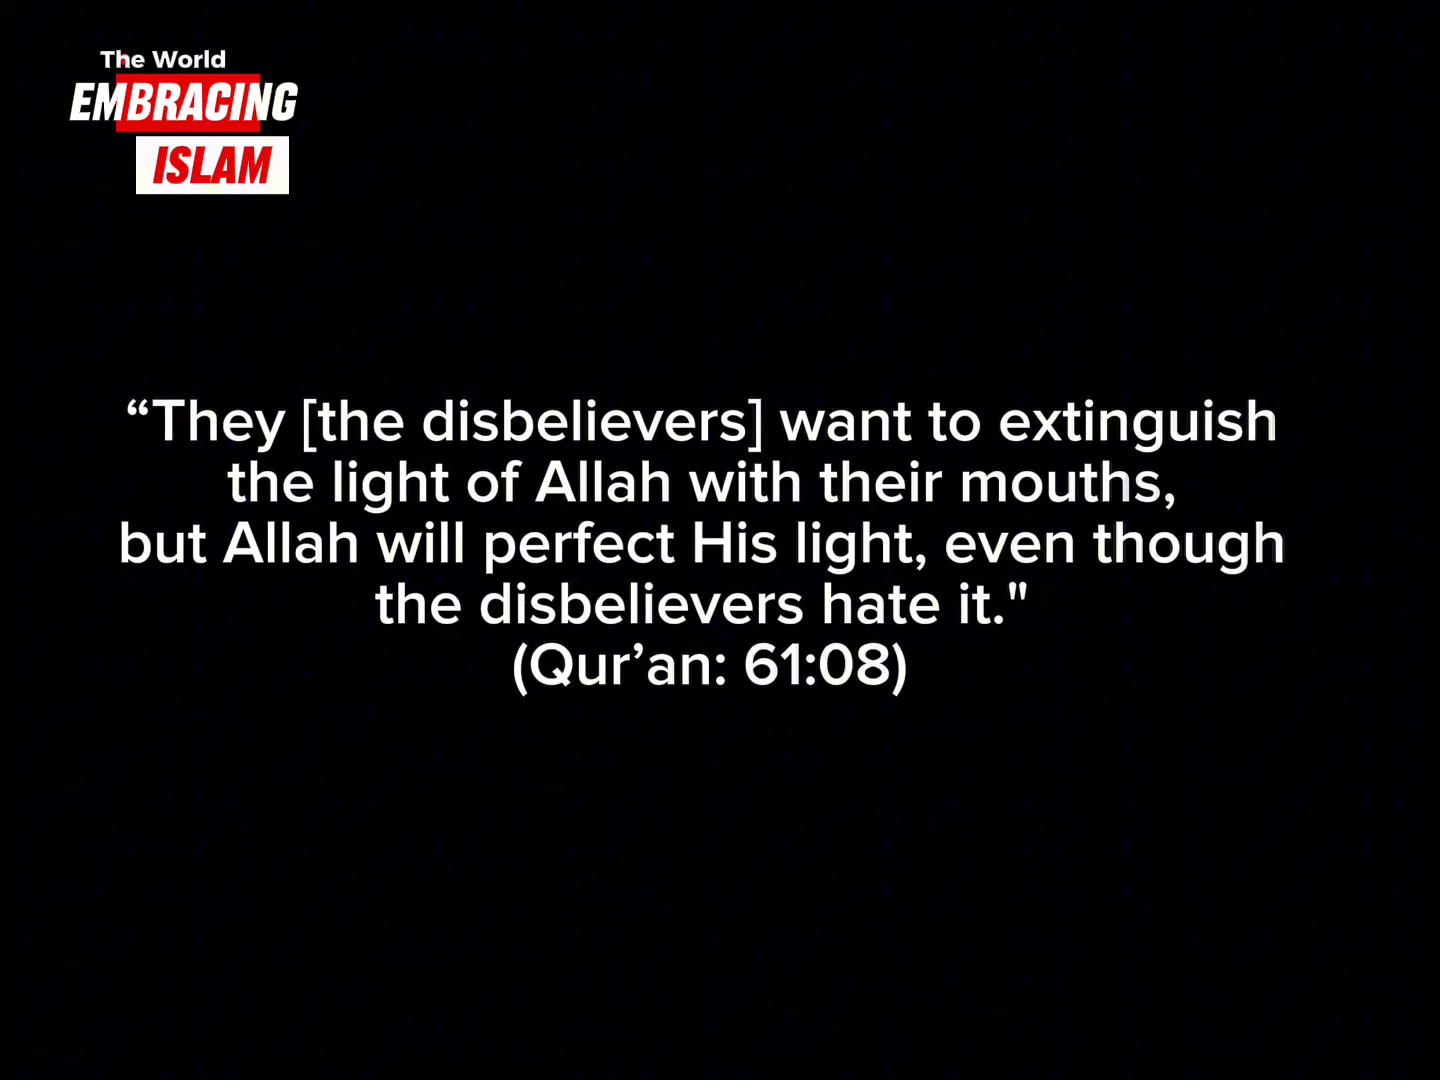 The World
EMBRACING
ISLAM
“They [the disbelievers] want to extinguish
the light of Allah with their mouths,
but Allah will perfect His light, even though
the disbelievers hate it."
(Qur’an: 61:08)